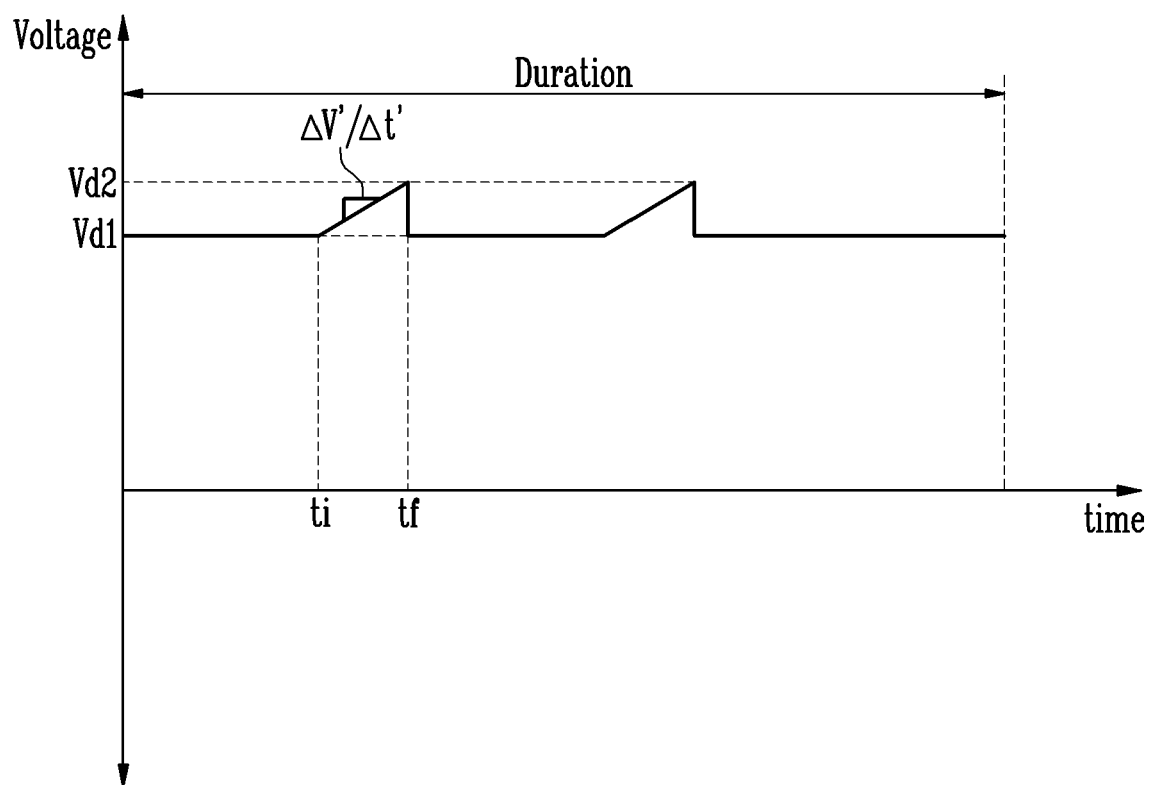 Voltage
Duration
ΔV'/Δt'
Vd2
Vd1
ti
tf
time